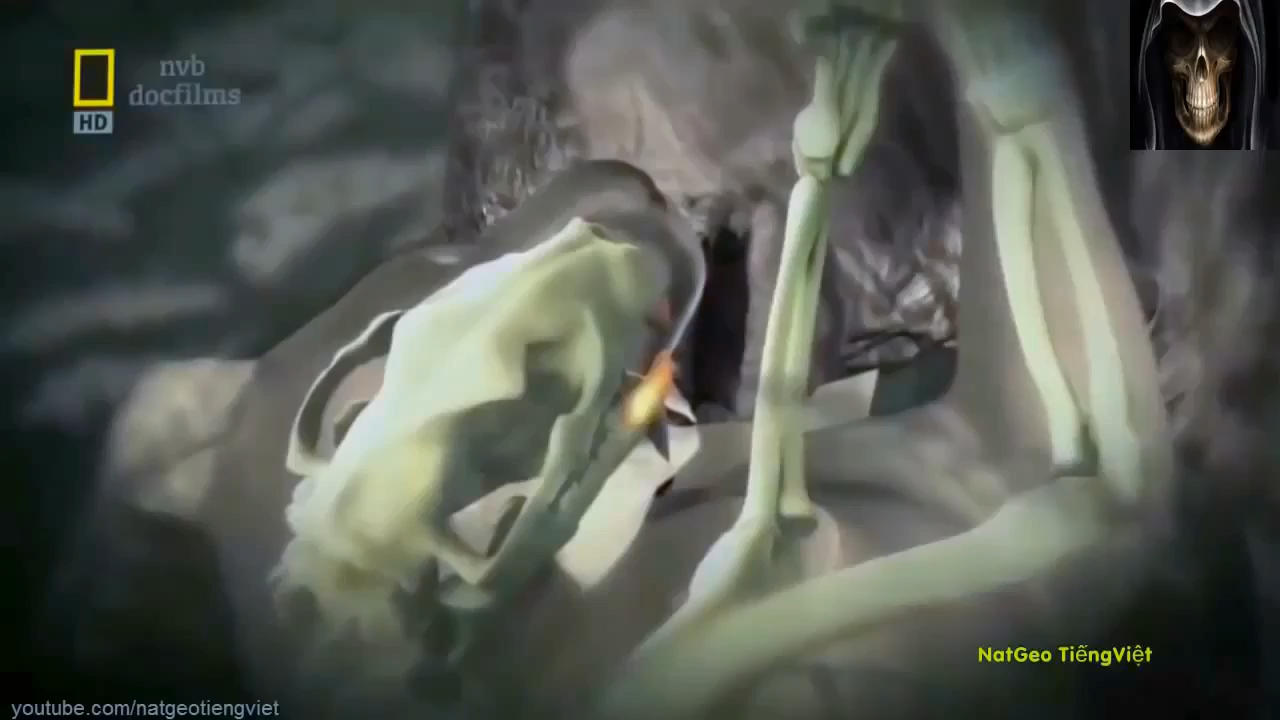 nvb
docfilms
HD
NatGeo TiếngViệt
youtube.com/natgeotiengviet